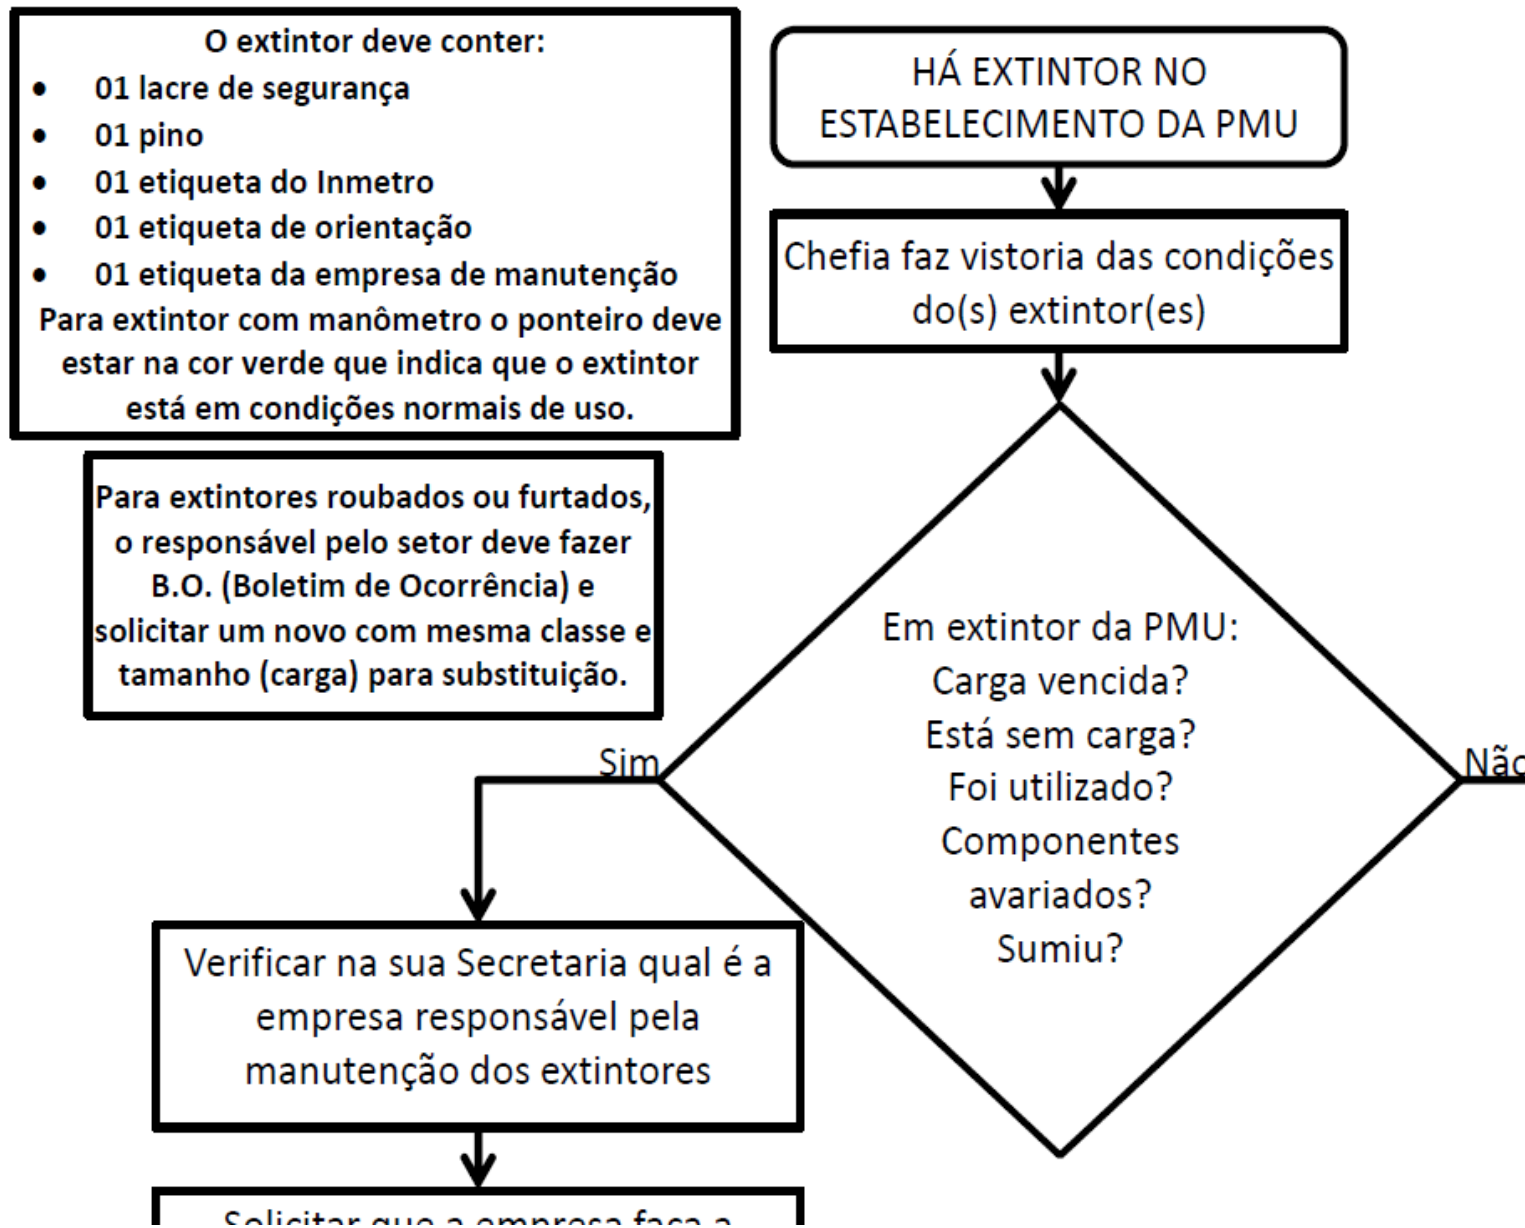 O extintor deve conter:
• 01 lacre de segurança
• 01 pino
• 01 etiqueta do Inmetro
• 01 etiqueta de orientação
• 01 etiqueta da empresa de manutenção
Para extintor com manômetro o ponteiro deve
estar na cor verde que indica que o extintor
está em condições normais de uso.
Para extintores roubados ou furtados,
o responsável pelo setor deve fazer
B.O. (Boletim de Ocorrência) e
solicitar um novo com mesma classe e
tamanho (carga) para substituição.
HÁ EXTINTOR NO
ESTABELECIMENTO DA PMU
Chefia faz vistoria das condições
do(s) extintor(es)
Em extintor da PMU:
Carga vencida?
Está sem carga?
Foi utilizado?
Componentes
avariados?
Sumiu?
Sim
Não
Verificar na sua Secretaria qual é a
empresa responsável pela
manutenção dos extintores
Solicitar que a empresa faça a